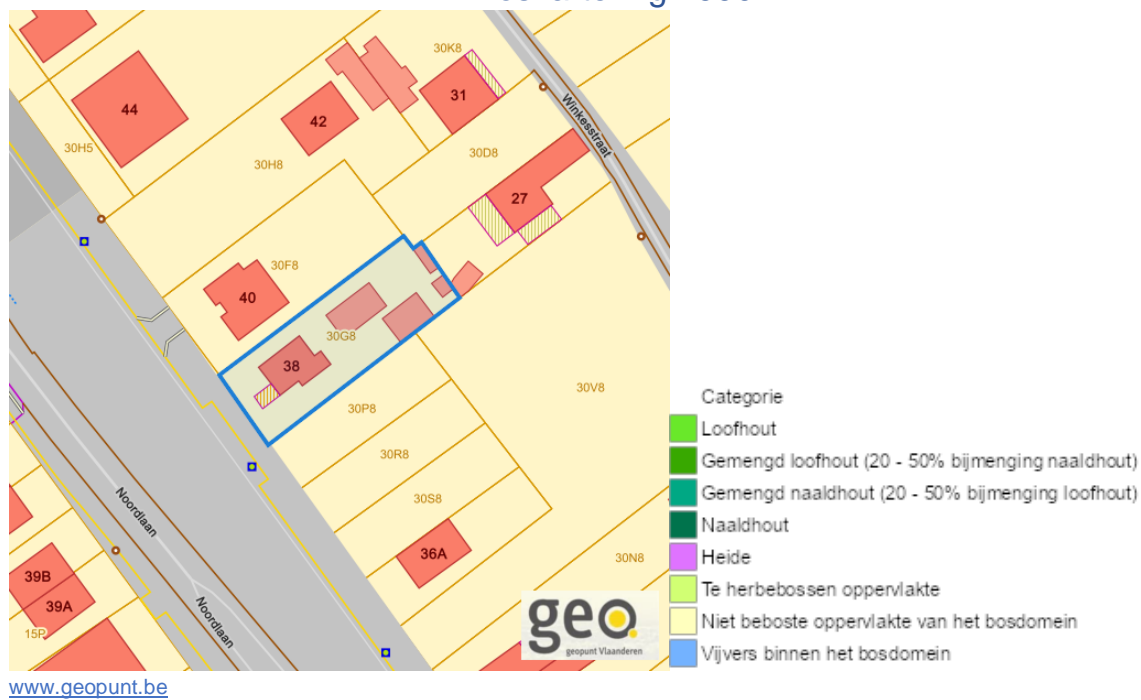 44
42
31
30K8
Winkesstraat
30H5
30H8
30D8
27
30F8
40
30G8
38
30V8
30P8
30R8
30S8
36A
30N8
Noordlaan
Noordlaan
39B
39A
15P
geo.
geopunt Vlaanderen
Categorie
Loofhout
Gemengd loofhout (20 - 50% bijmenging naaldhout)
Gemengd naaldhout (20 - 50% bijmenging loofhout)
Naaldhout
Heide
Te herbebossen oppervlakte
Niet beboste oppervlakte van het bosdomein
Vijvers binnen het bosdomein
www.geopunt.be